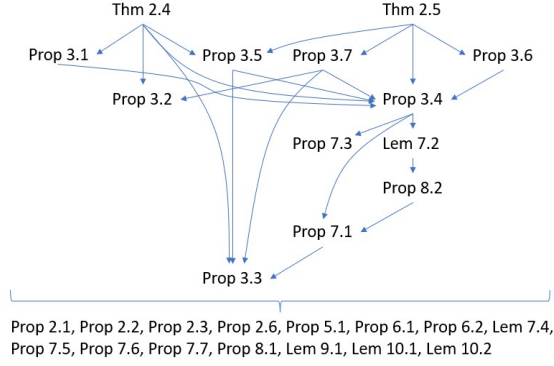 Thm 2.4 Thm 2.5
Prop 3.1 Prop 3.5 Prop 3.7 Prop 3.6
Prop 3.2 Prop 3.4
Prop 7.3 Lem 7.2
Prop 8.2
Prop 7.1
Prop 3.3
Prop 2.1, Prop 2.2, Prop 2.3, Prop 2.6, Prop 5.1, Prop 6.1, Prop 6.2, Lem 7.4,
Prop 7.5, Prop 7.6, Prop 7.7, Prop 8.1, Lem 9.1, Lem 10.1, Lem 10.2